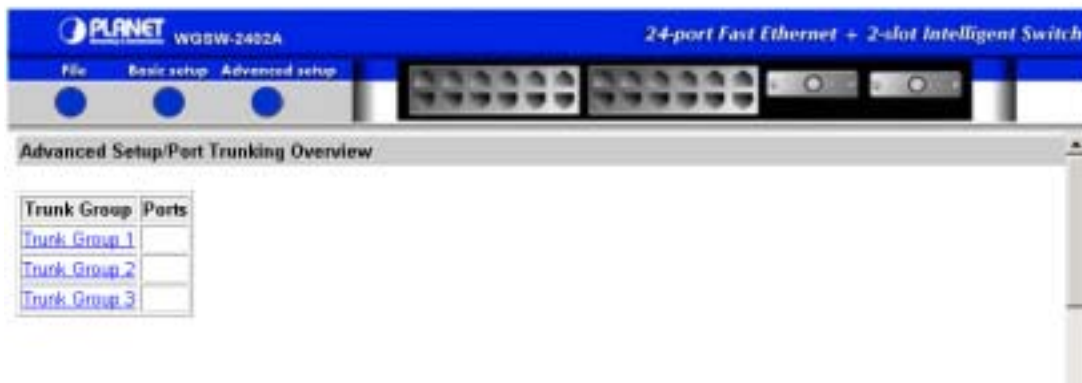 PLANET WGSW-2402A 24-port Fast Ethernet + 2-slot Intelligent Switch
File Basic setup Advanced setup
Advanced Setup/Port Trunking Overview
Trunk Group Ports
Trunk Group 1
Trunk Group 2
Trunk Group 3